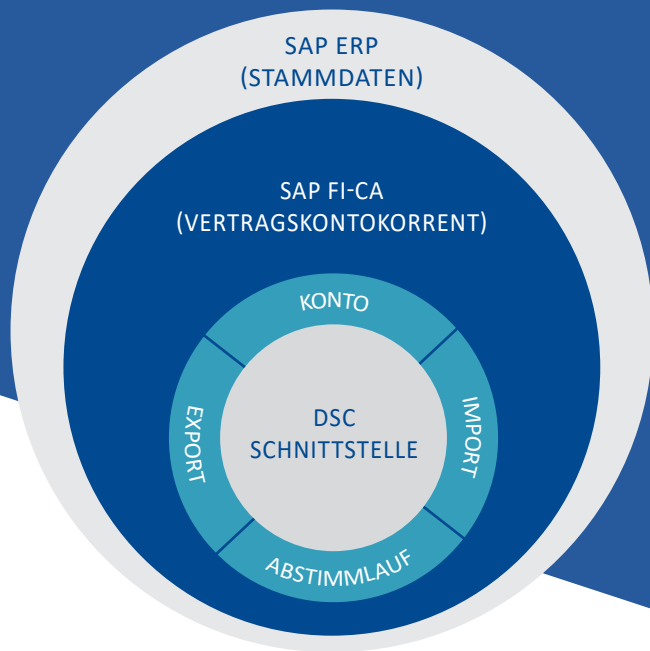 SAP ERP
(STAMMDATEN)
SAP FI-CA
(VERTRAGSKONTOKORRENT)
KONTO
EXPORT
IMPORT
DSC
SCHNITTSTELLE
ABSTIMMLAUF